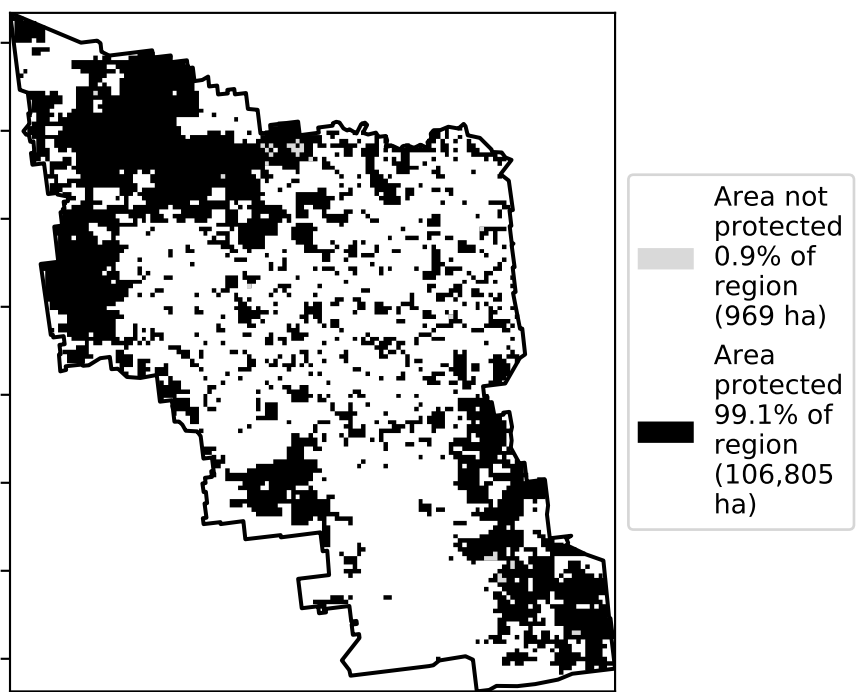 Area not
protected
0.9% of
region
(969 ha)
Area
protected
99.1% of
region
(106,805
ha)